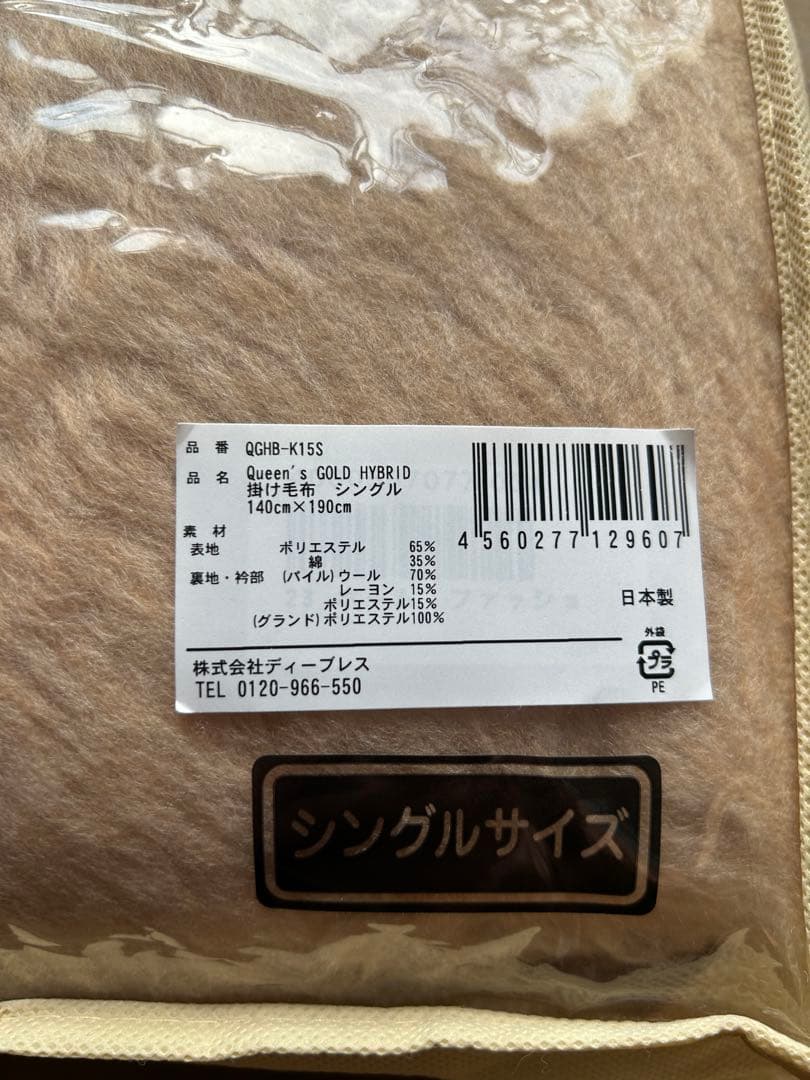 品 番 QGHB-K15S
品 名 Queen's GOLD HYBRID
掛け毛布 シングル
140cm×190cm
素 材
表地 ポリエステル 65%
綿 35%
裏地・衿部 (パイル)ウール 70%
レーヨン 15%
ポリエステル15%
(グランド)ポリエステル100%
4 560277 129607
日本製
外袋
プラ
PE
株式会社ディーブレス
TEL 0120-966-550
シングルサイズ